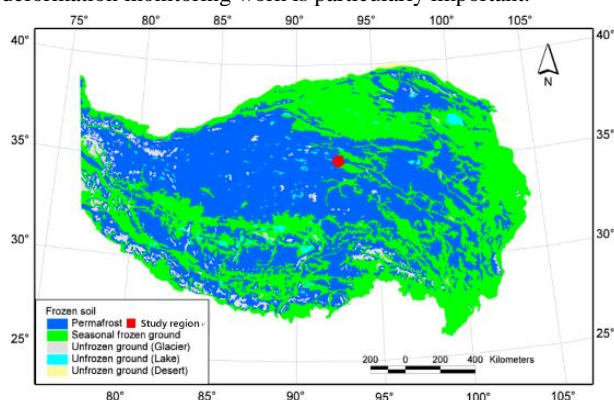 deformation monitoring work is particularly important.
80° 85° 90° 95° 100° 105°
40° 40°
N
35° 35°
30° 30°
25° 25°
Frozen soil
Permafrost Study region
Seasonal frozen ground
Unfrozen ground (Glacier)
Unfrozen ground (Lake)
Unfrozen ground (Desert)
200 0 200 400 Kilometers
80° 85° 90° 95° 100° 105°